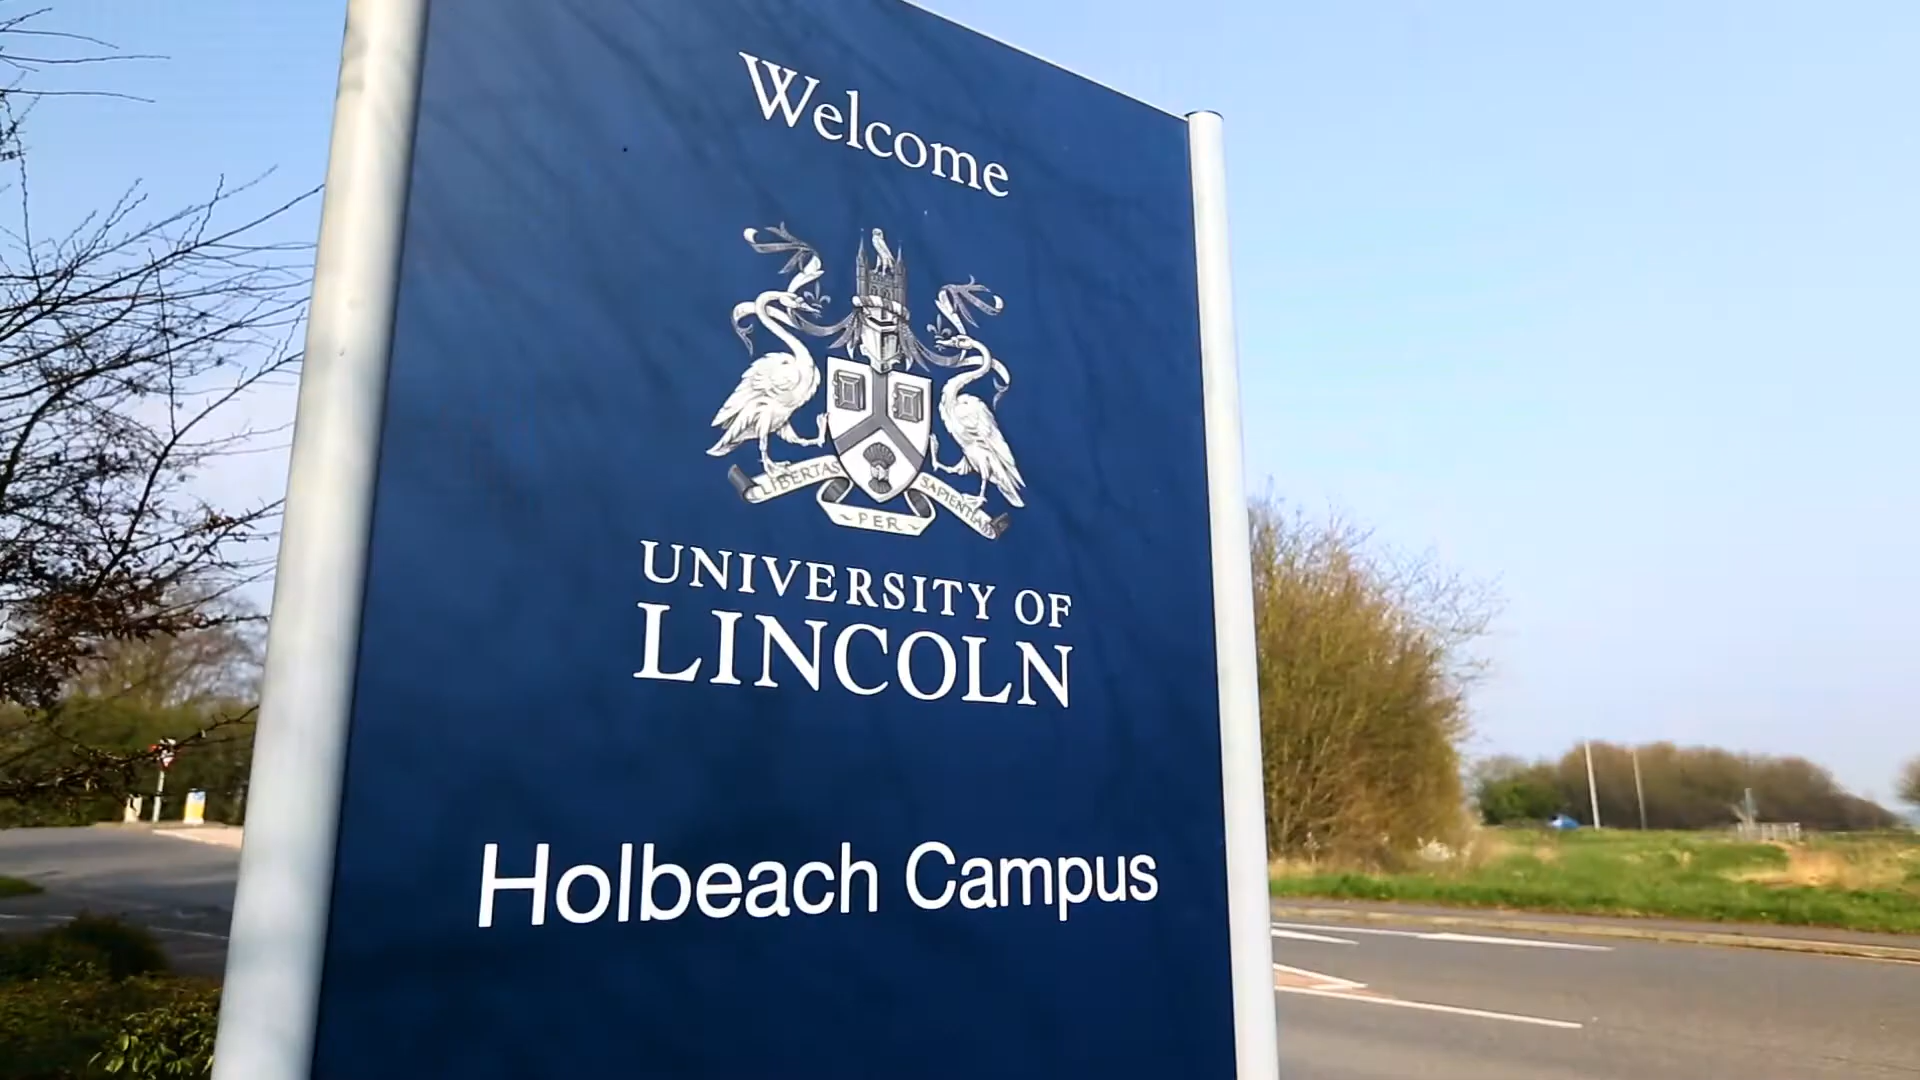 Welcome
LIBERTAS
PER
SAPIENTIAM
UNIVERSITY OF
LINCOLN
Holbeach Campus